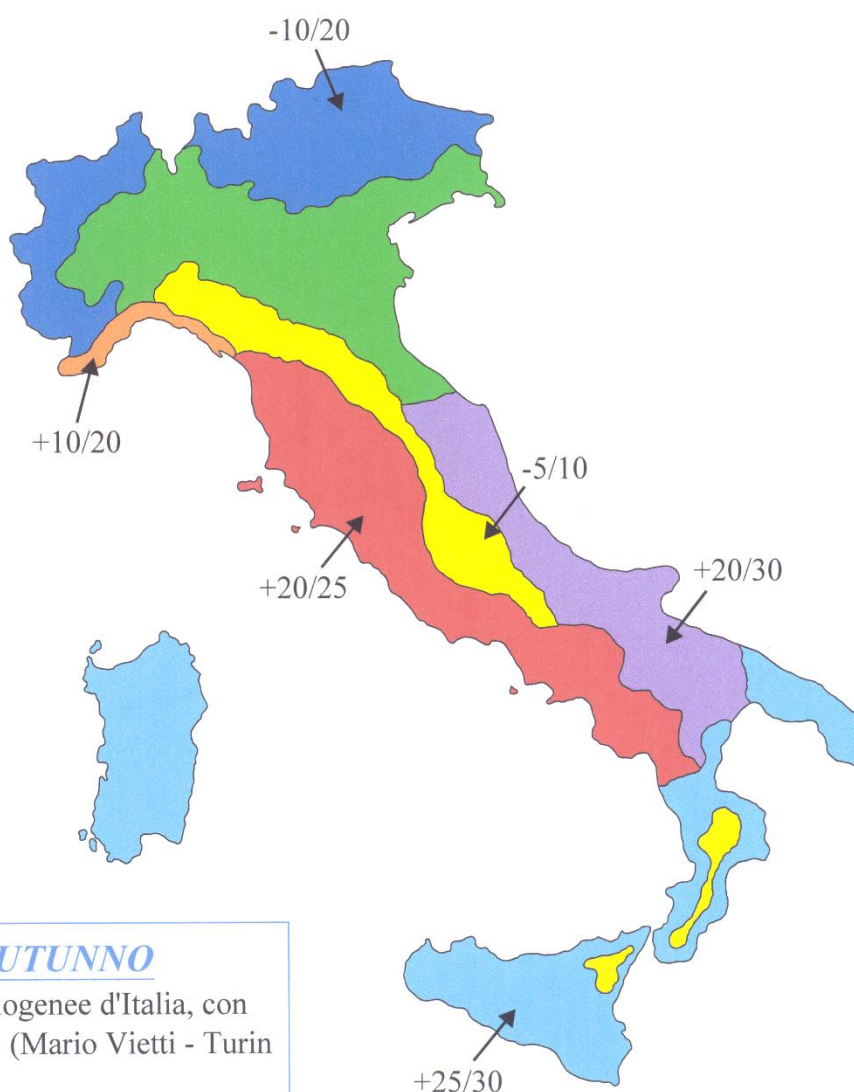 -10/20
+10/20
-5/10
+20/25
+20/30
UTUNNO
ogenee d'Italia, con
(Mario Vietti - Turin
+25/30